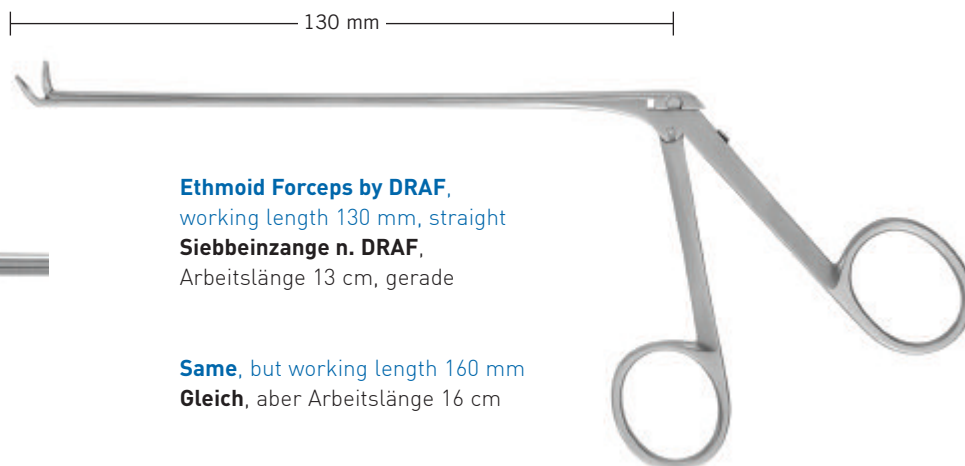 130 mm
Ethmoid Forceps by DRAF,
working length 130 mm, straight
Siebbeinzange n. DRAF,
Arbeitslänge 13 cm, gerade
Same, but working length 160 mm
Gleich, aber Arbeitslänge 16 cm